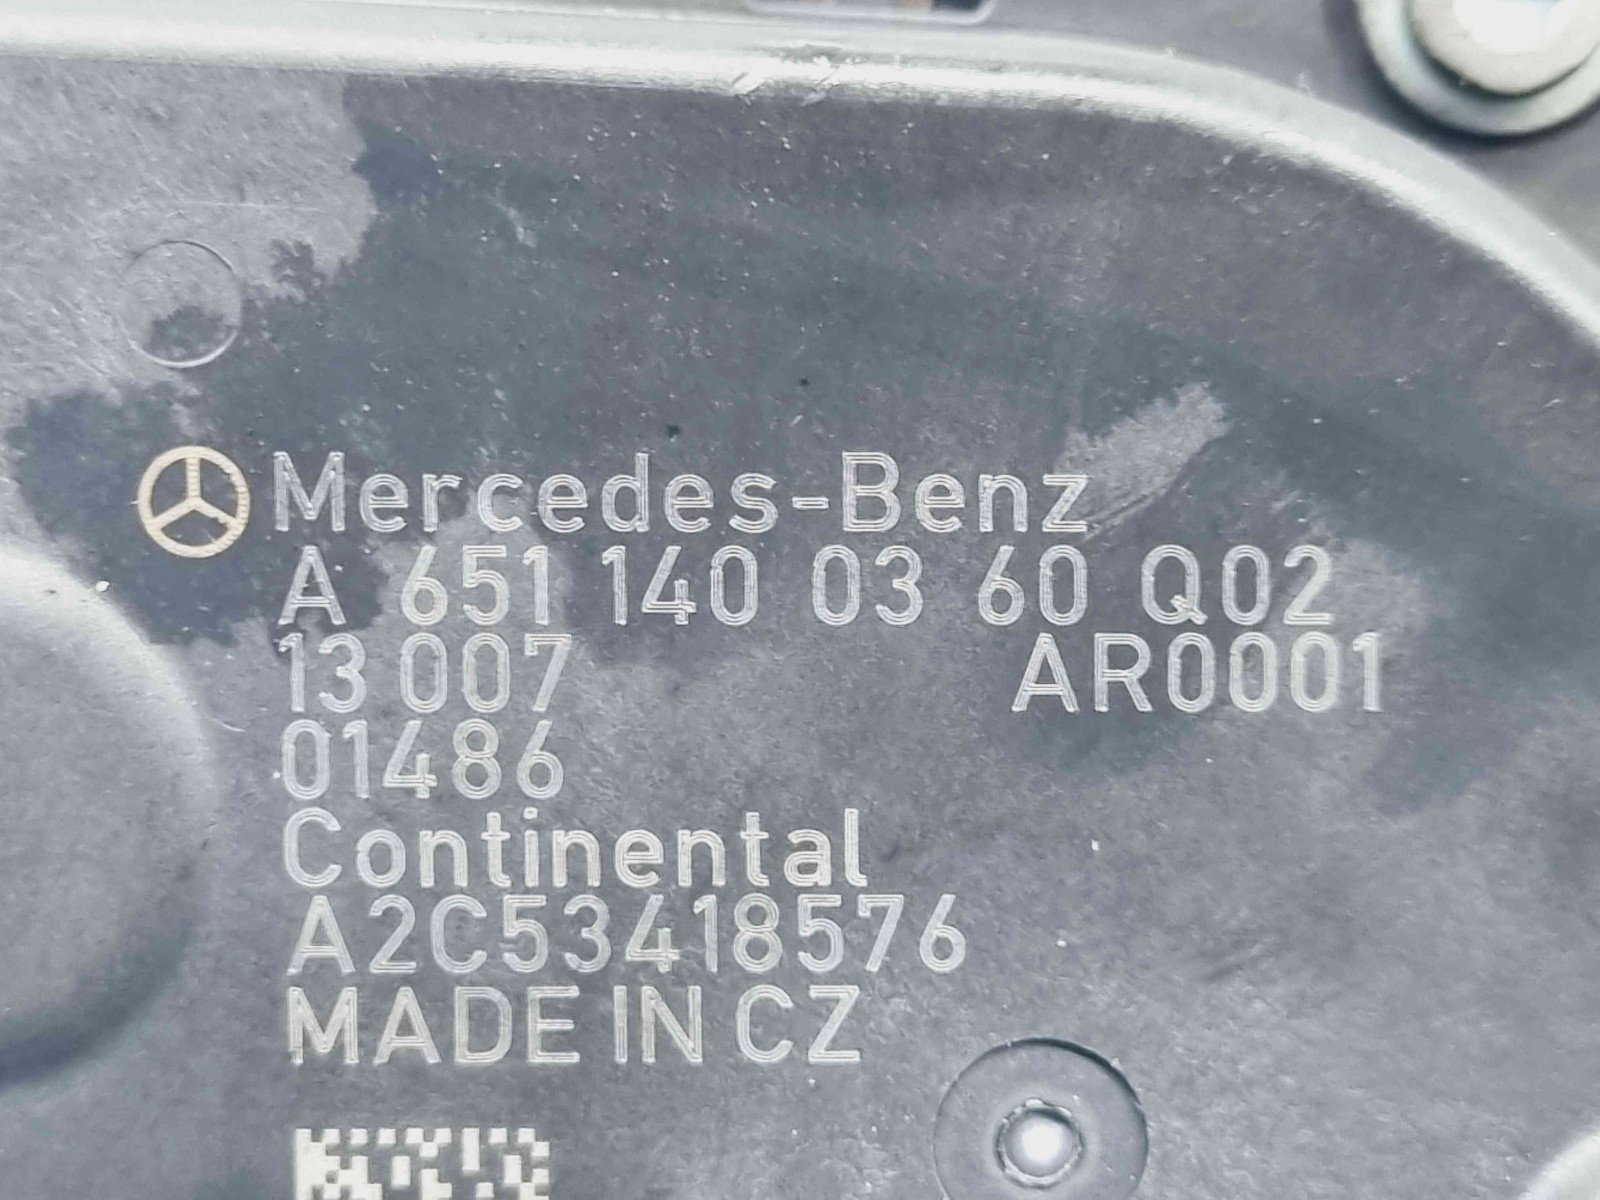 Mercedes-Benz
A 651 140 03 60 Q02
13 007 AR0001
01486
Continental
A2C53418576
MADE IN CZ